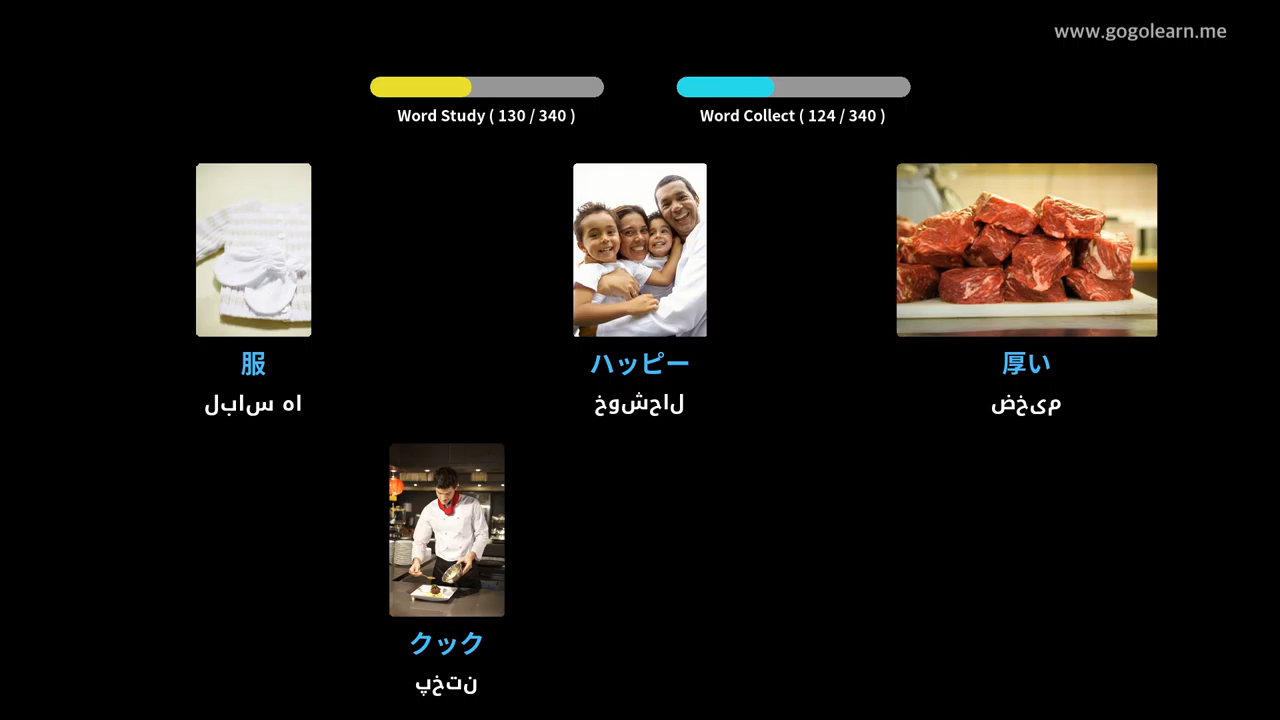 www.gogolearn.me
Word Study ( 130 / 340 )
Word Collect ( 124 / 340 )
服
لباس ها
ハッピー
خوشحال
厚い
ضخیم
クック
پختن